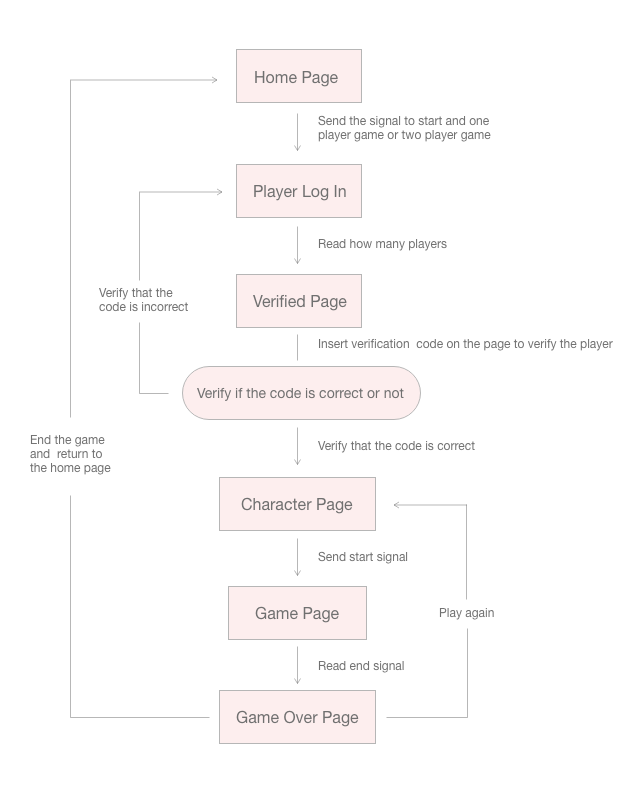 Home Page
Send the signal to start and one
player game or two player game
Player Log In
Read how many players
Verify that the
code is incorrect
Verified Page
Insert verification  code on the page to verify the player
Verify if the code is correct or not
End the game
and  return to
the home page
Verify that the code is correct
Character Page
Send start signal
Game Page
Play again
Read end signal
Game Over Page